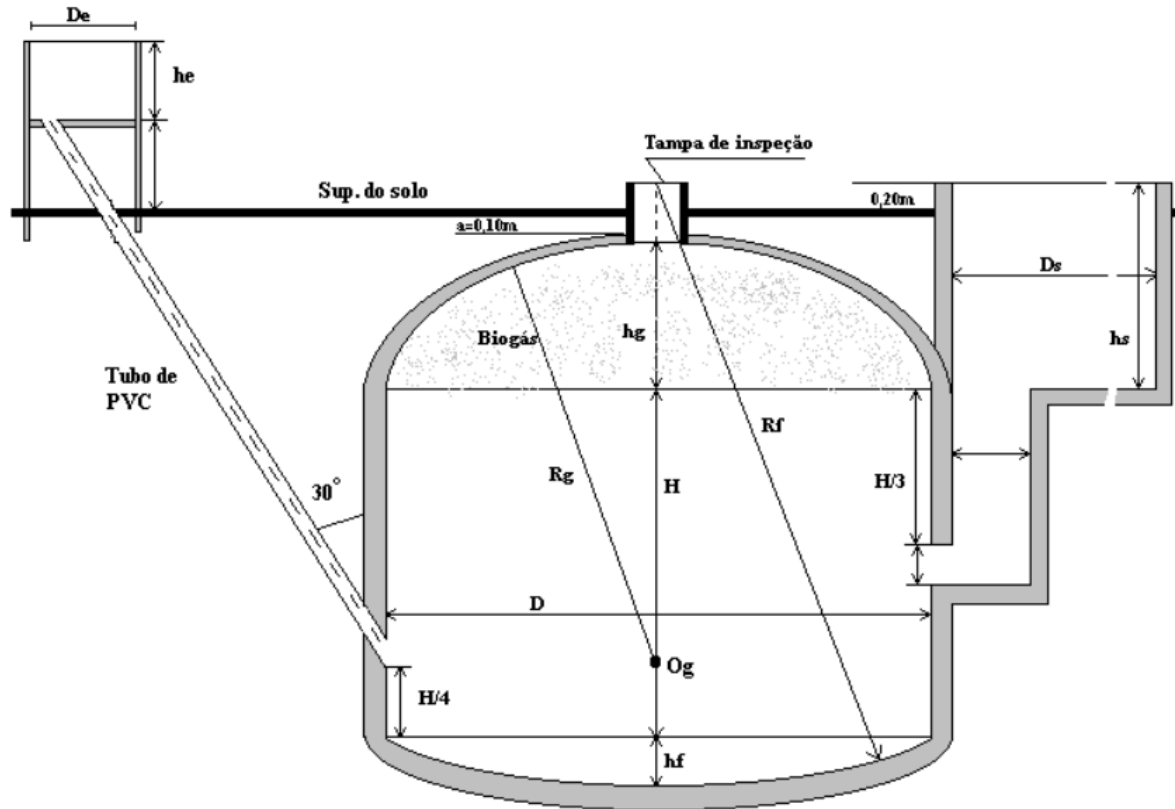 De
he
Tampa de inspeção
Sup. do solo
0,20m
a=0,10m
Ds
hg
hs
Biogás
Tubo de
PVC
Rf
Rg
H
H/3
30°
D
Og
H/4
hf